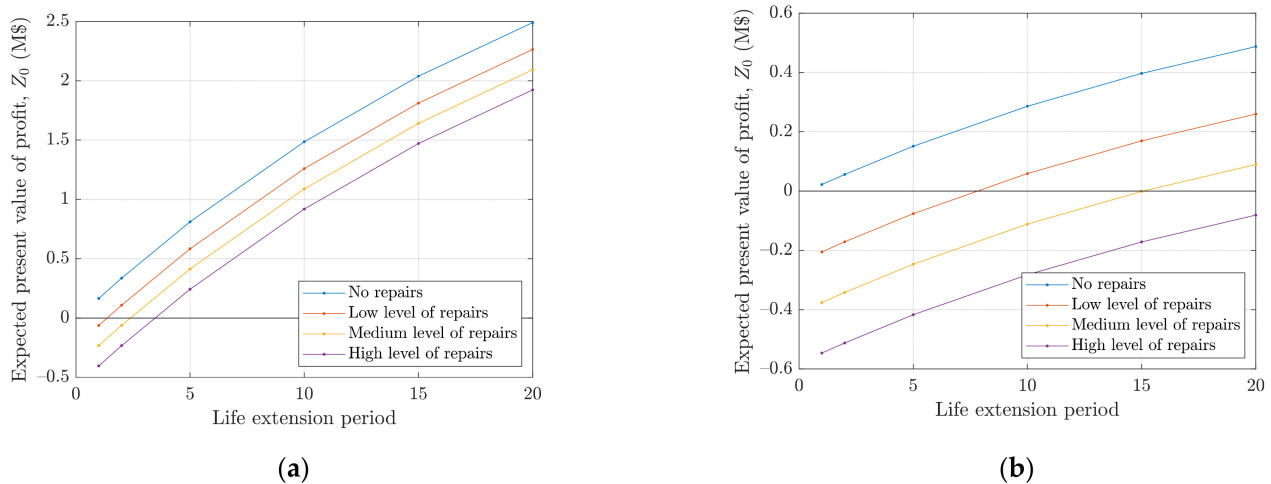 Expected present value of profit, Z₀ (M$)
2.5
2
1.5
1
0.5
0
−0.5
0
5
10
15
20
Life extension period
No repairs
Low level of repairs
Medium level of repairs
High level of repairs
(a)
Expected present value of profit, Z₀ (M$)
0.6
0.4
0.2
0
−0.2
−0.4
−0.6
0
5
10
15
20
Life extension period
No repairs
Low level of repairs
Medium level of repairs
High level of repairs
(b)